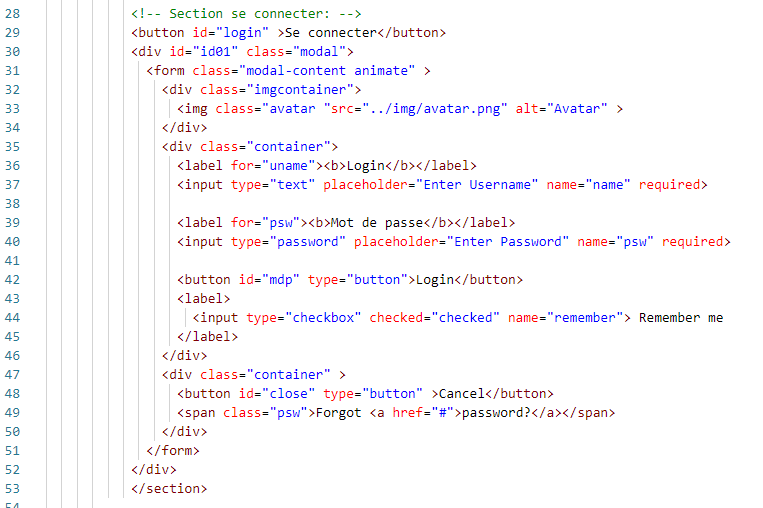 28 <!-- Section se connecter: -->
29 <button id="login" >Se connecter</button>
30 <div id="id01" class="modal">
31 <form class="modal-content animate" >
32 <div class="imgcontainer">
33 <img class="avatar "src="../img/avatar.png" alt="Avatar" >
34 </div>
35 <div class="container">
36 <label for="uname"><b>Login</b></label>
37 <input type="text" placeholder="Enter Username" name="name" required>
38
39 <label for="psw"><b>Mot de passe</b></label>
40 <input type="password" placeholder="Enter Password" name="psw" required>
41
42 <button id="mdp" type="button">Login</button>
43 <label>
44 <input type="checkbox" checked="checked" name="remember"> Remember me
45 </label>
46 </div>
47 <div class="container" >
48 <button id="close" type="button" >Cancel</button>
49 <span class="psw">Forgot <a href="#">password?</a></span>
50 </div>
51 </form>
52 </div>
53 </section>
54